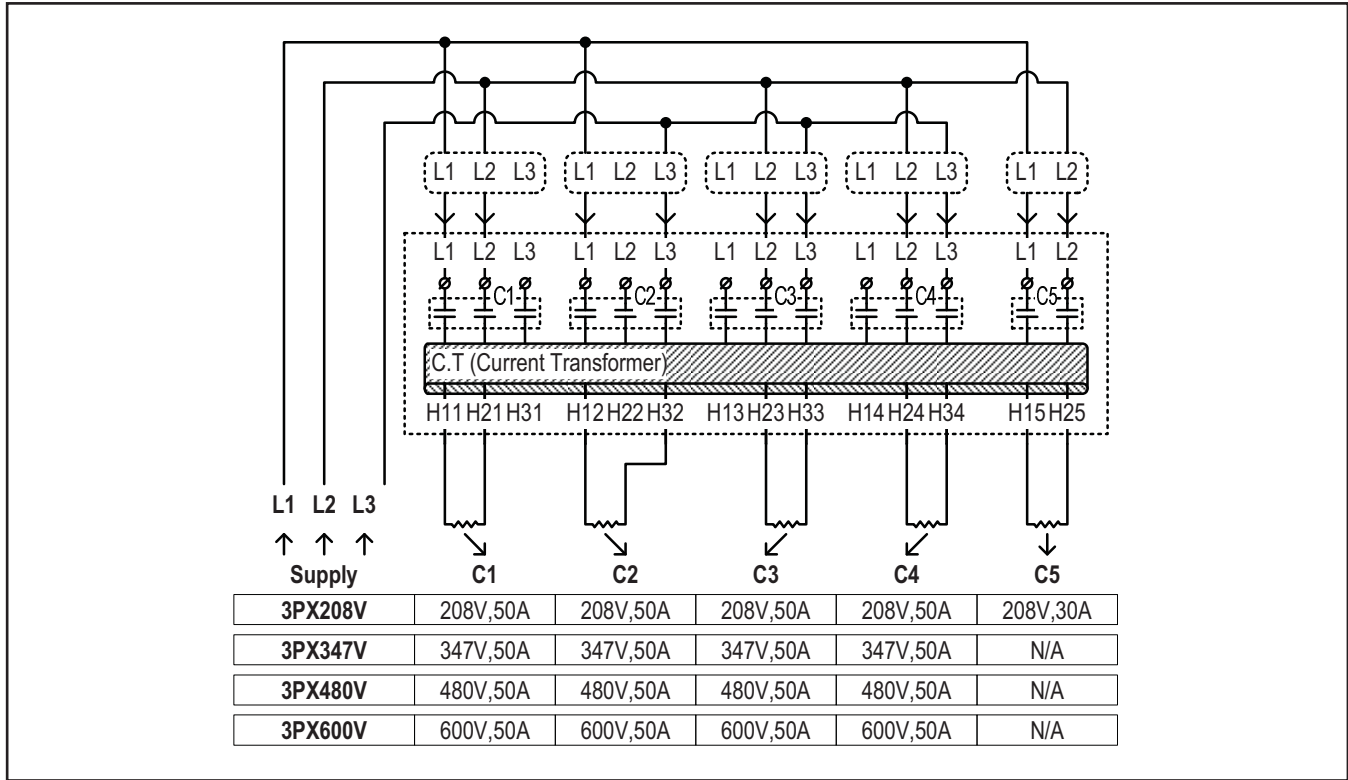 L1 L2 L3 L1 L2 L3 L1 L2 L3 L1 L2 L3 L1 L2
L1 L2 L3 L1 L2 L3 L1 L2 L3 L1 L2 L3 L1 L2
C1 C2 C3 C4 C5
C.T (Current Transformer)
H11 H21 H31 H12 H22 H32 H13 H23 H33 H14 H24 H34 H15 H25
L1 L2 L3
Supply C1 C2 C3 C4 C5
3PX208V 208V,50A 208V,50A 208V,50A 208V,50A 208V,30A
3PX347V 347V,50A 347V,50A 347V,50A 347V,50A N/A
3PX480V 480V,50A 480V,50A 480V,50A 480V,50A N/A
3PX600V 600V,50A 600V,50A 600V,50A 600V,50A N/A